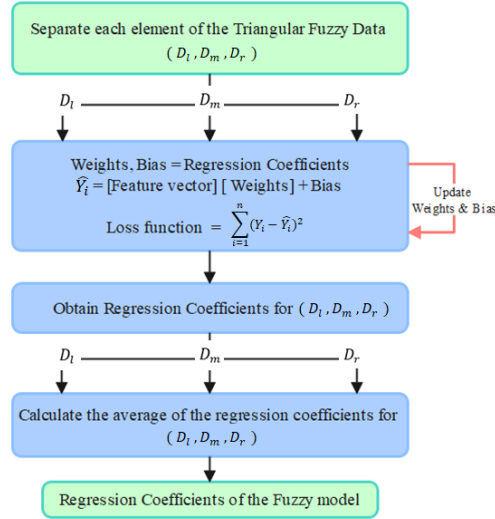 Separate each element of the Triangular Fuzzy Data
( D_l , D_m , D_r )
D_l D_m D_r
Weights, Bias = Regression Coefficients
Ŷ_i = [Feature vector] [ Weights] + Bias
Loss function = ∑_{i=1}^{n} (Y_i − Ŷ_i)²
Update
Weights & Bias
Obtain Regression Coefficients for ( D_l , D_m , D_r )
D_l D_m D_r
Calculate the average of the regression coefficients for
( D_l , D_m , D_r )
Regression Coefficients of the Fuzzy model